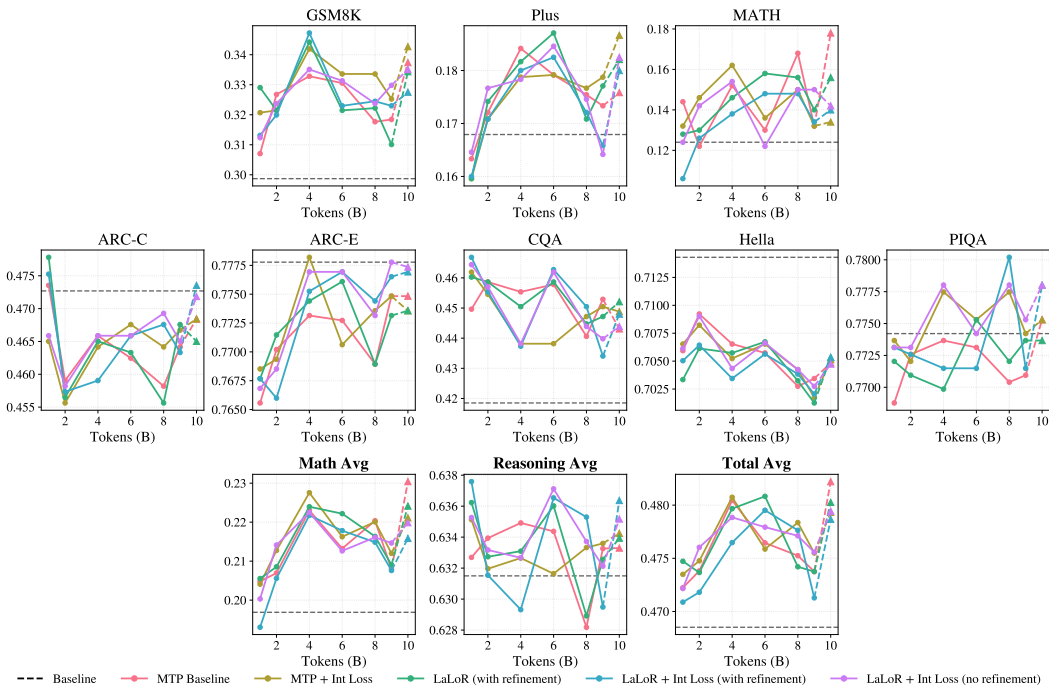 GSM8K
Plus
MATH
0.34
0.33
0.32
0.31
0.30
0.18
0.17
0.16
0.18
0.16
0.14
0.12
2 4 6 8 10
2 4 6 8 10
2 4 6 8 10
Tokens (B)
Tokens (B)
Tokens (B)
ARC-C
ARC-E
CQA
Hella
PIQA
0.475
0.470
0.465
0.460
0.455
0.7775
0.7750
0.7725
0.7700
0.7675
0.7650
0.46
0.45
0.44
0.43
0.42
0.7125
0.7100
0.7075
0.7050
0.7025
0.7800
0.7775
0.7750
0.7725
0.7700
2 4 6 8 10
2 4 6 8 10
2 4 6 8 10
2 4 6 8 10
2 4 6 8 10
Tokens (B)
Tokens (B)
Tokens (B)
Tokens (B)
Tokens (B)
Math Avg
Reasoning Avg
Total Avg
0.23
0.22
0.21
0.20
0.638
0.636
0.634
0.632
0.630
0.628
0.480
0.475
0.470
2 4 6 8 10
2 4 6 8 10
2 4 6 8 10
Tokens (B)
Tokens (B)
Tokens (B)
Baseline MTP Baseline MTP + Int Loss LaLoR (with refinement) LaLoR + Int Loss (with refinement) LaLoR + Int Loss (no refinement)